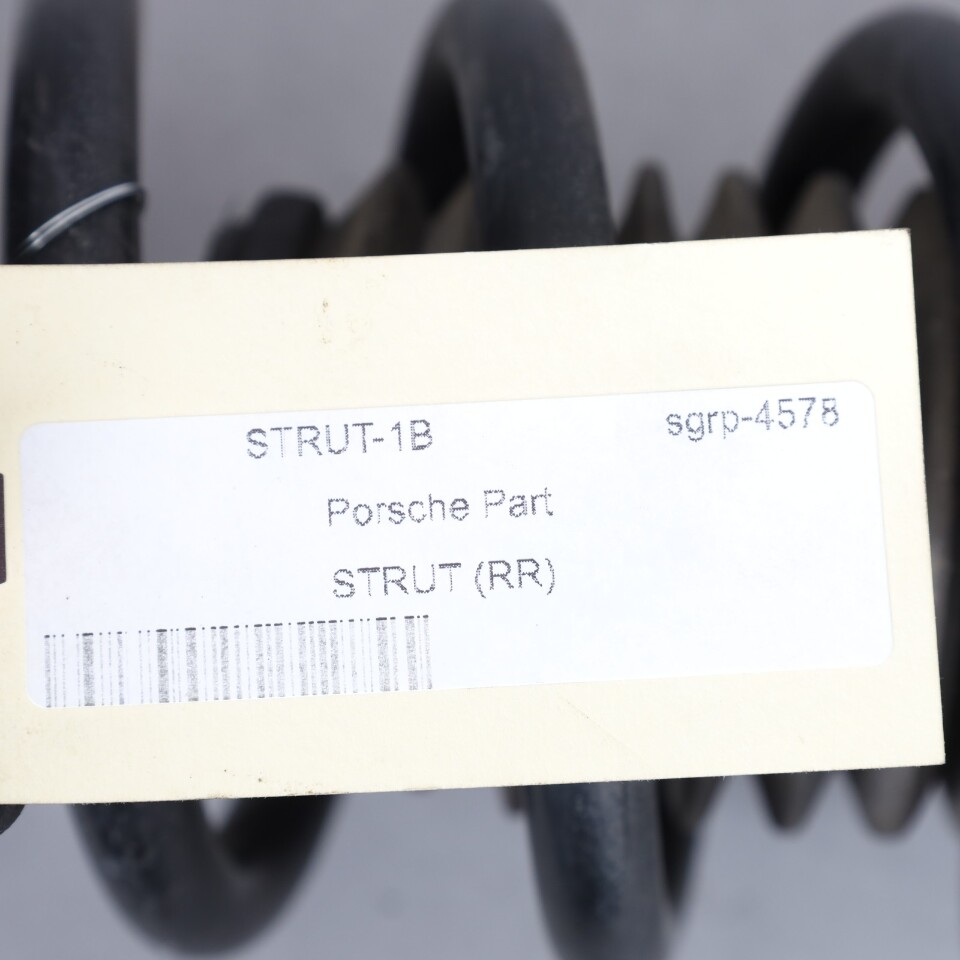 STRUT-1B sgrp-4578
Porsche Part
STRUT (RR)